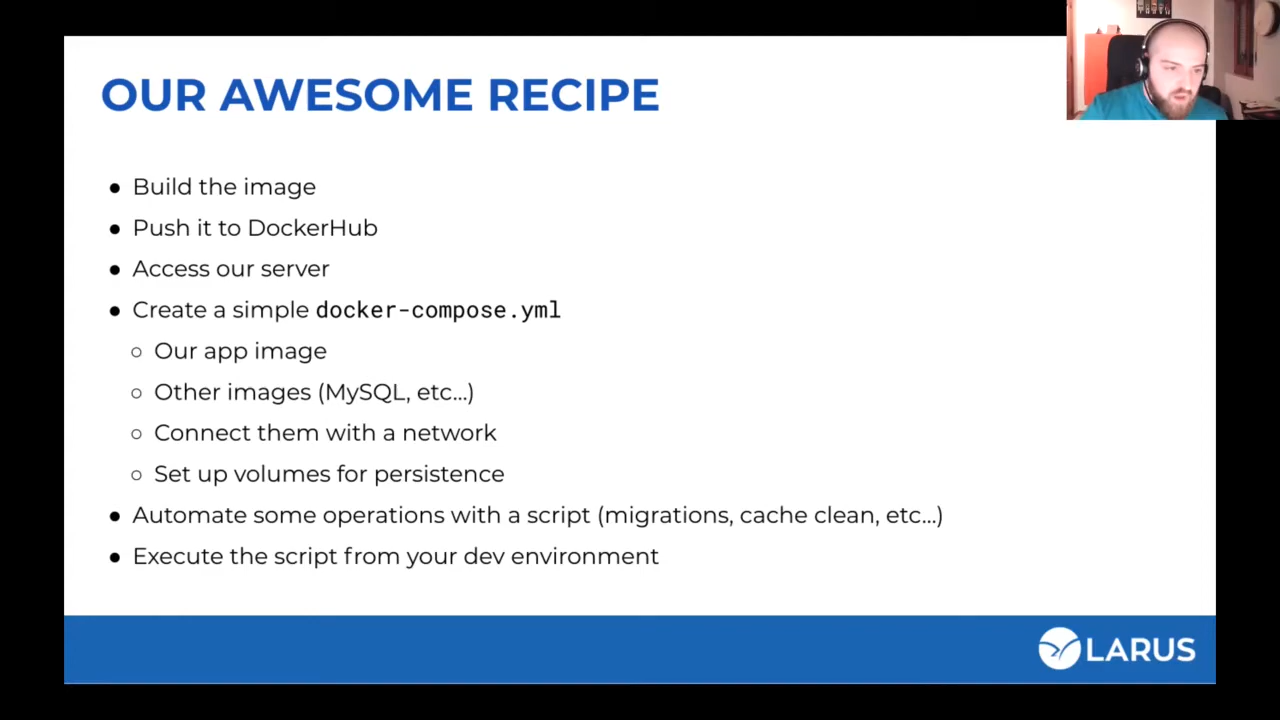 OUR AWESOME RECIPE
● Build the image
● Push it to DockerHub
● Access our server
● Create a simple docker-compose.yml
○ Our app image
○ Other images (MySQL, etc...)
○ Connect them with a network
○ Set up volumes for persistence
● Automate some operations with a script (migrations, cache clean, etc...)
● Execute the script from your dev environment
LARUS